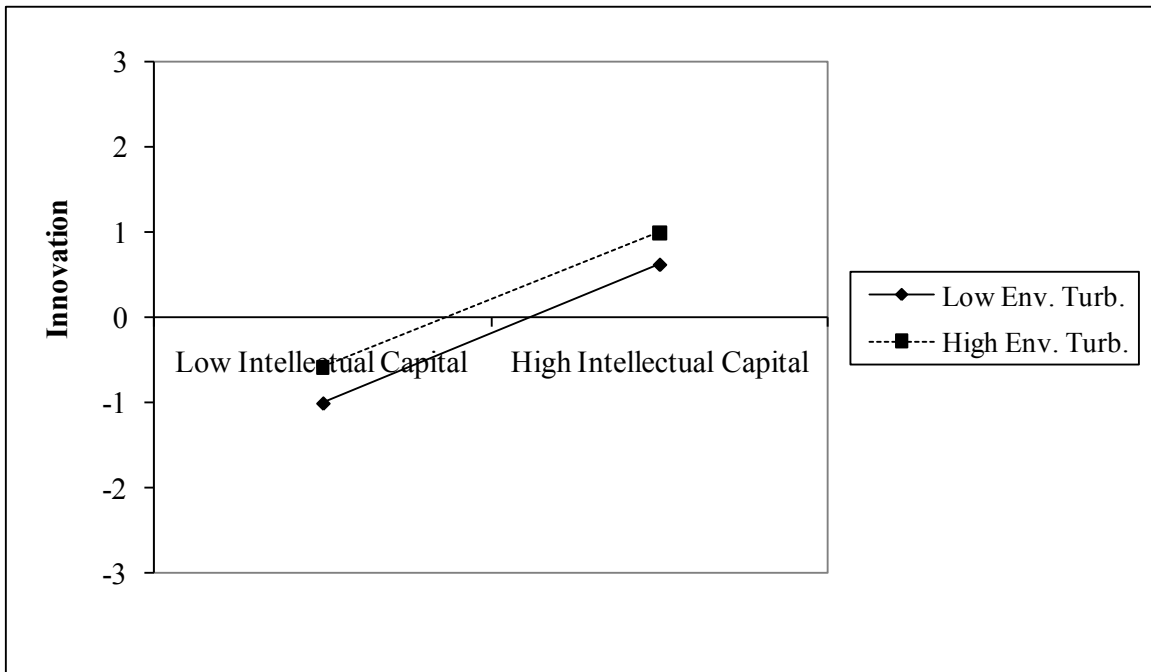 3
2
1
0
-1
-2
-3
Innovation
Low Intellectual Capital
High Intellectual Capital
Low Env. Turb.
High Env. Turb.